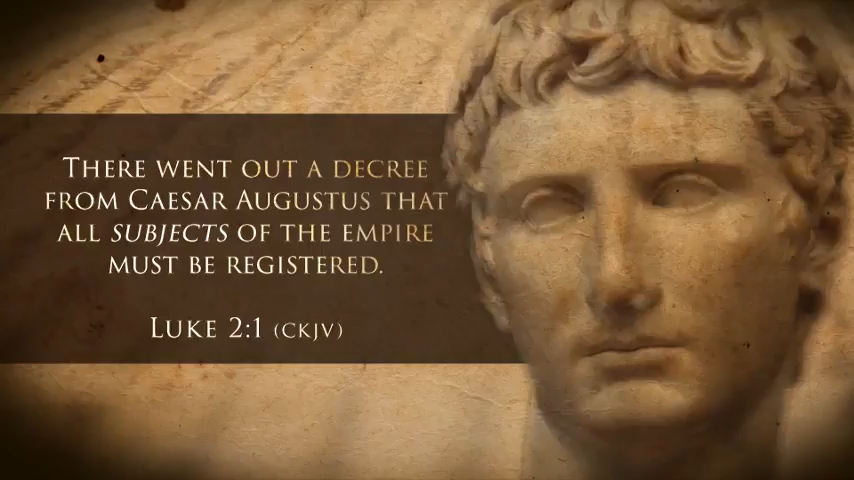 THERE WENT OUT A DECREE
FROM CAESAR AUGUSTUS THAT
ALL SUBJECTS OF THE EMPIRE
MUST BE REGISTERED.
LUKE 2:1 (CKJV)